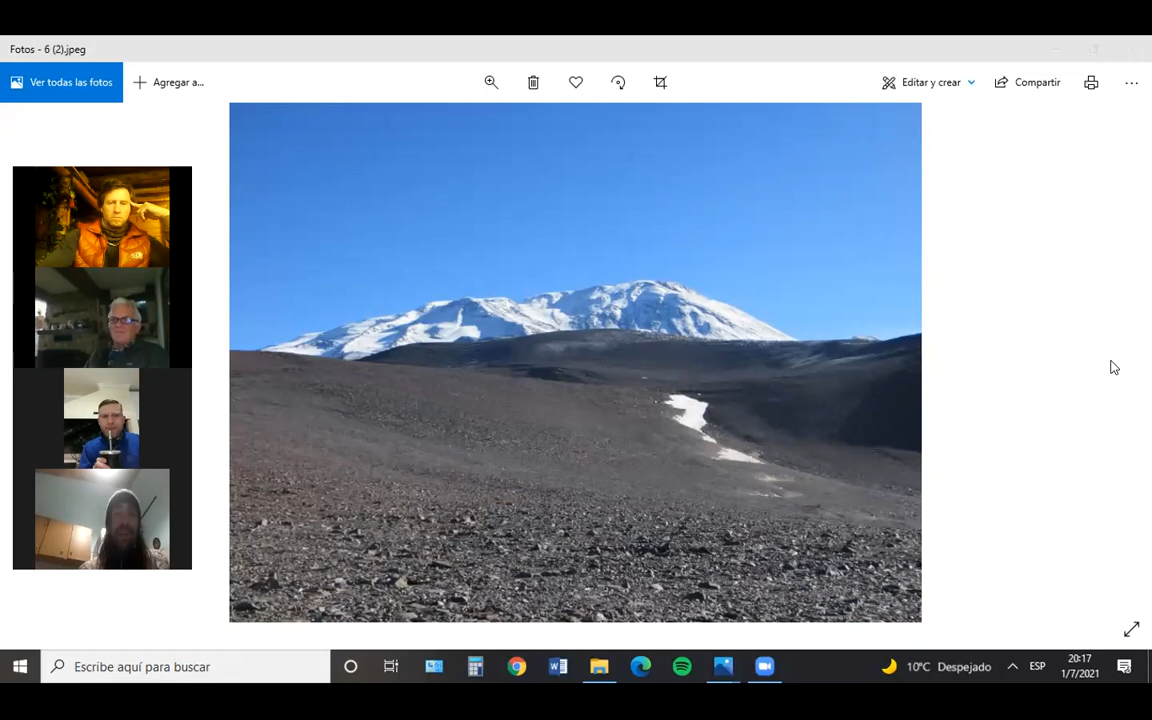 Fotos - 6 (2).jpeg
Ver todas las fotos
Agregar a...
Editar y crear
Compartir
Escribe aquí para buscar
10°C Despejado
ESP
20:17
1/7/2021